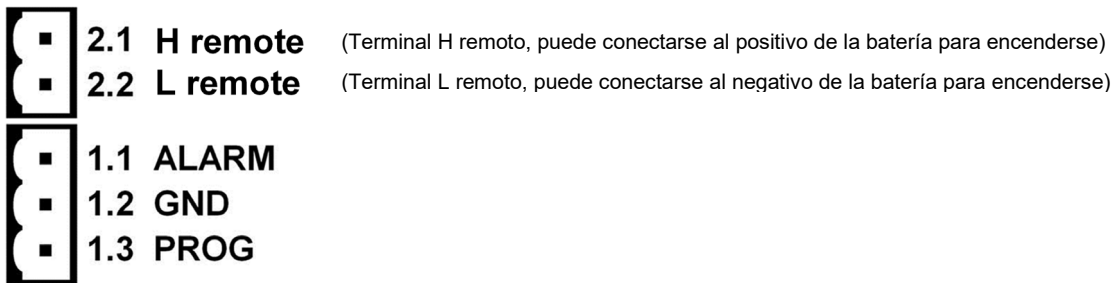 2.1 H remote (Terminal H remoto, puede conectarse al positivo de la batería para encenderse)
2.2 L remote (Terminal L remoto, puede conectarse al negativo de la batería para encenderse)
1.1 ALARM
1.2 GND
1.3 PROG